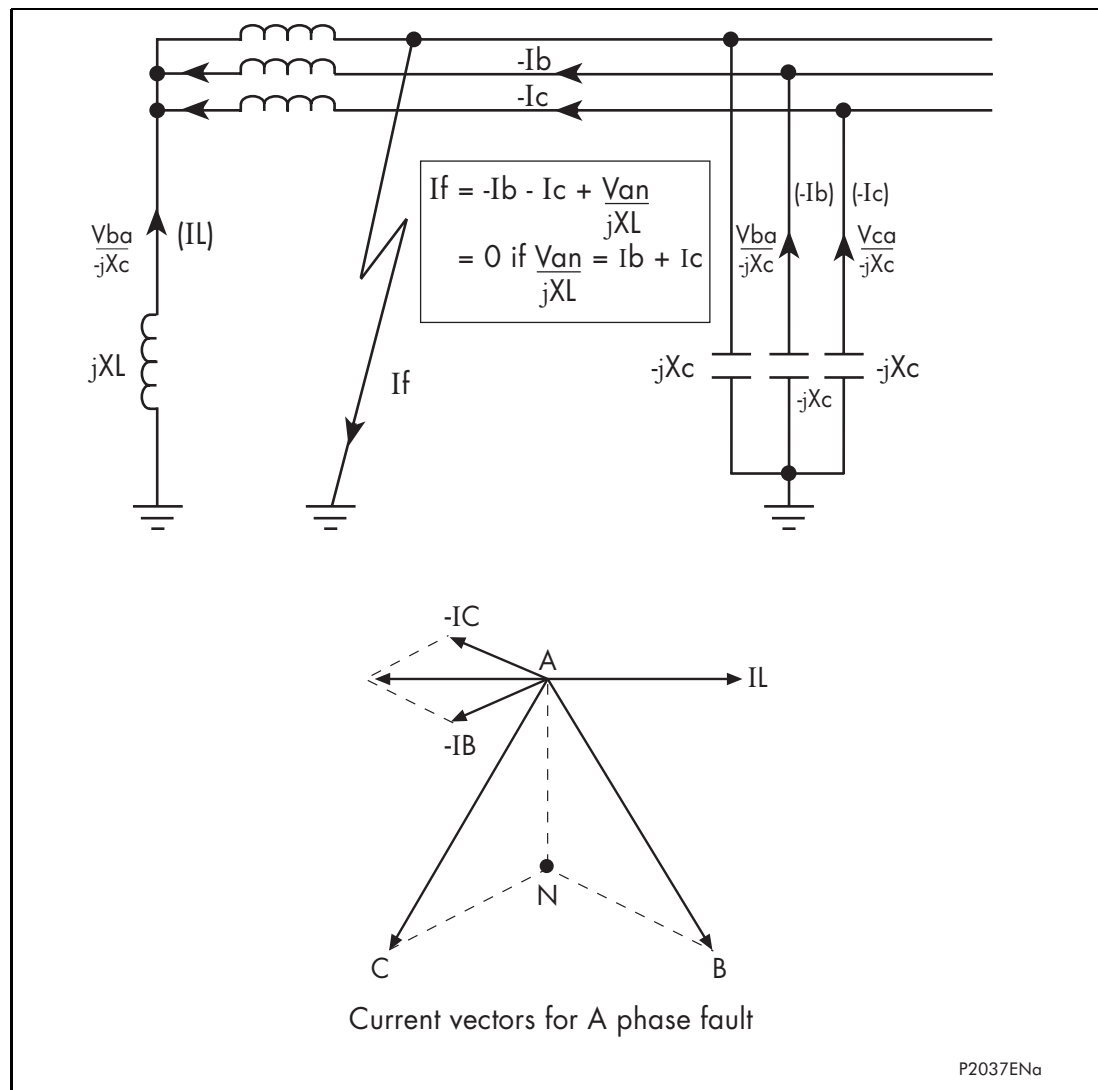 -Ib
-Ic
If = -Ib - Ic + Van
jXL
= 0 if Van = Ib + Ic
jXL
Vba
-jXc
(IL)
jXL
If
(-Ib)
(-Ic)
Vba
-jXc
Vca
-jXc
-jXc
-jXc
-jXc
-IC
A
IL
-IB
N
C
B
Current vectors for A phase fault
P2037ENa